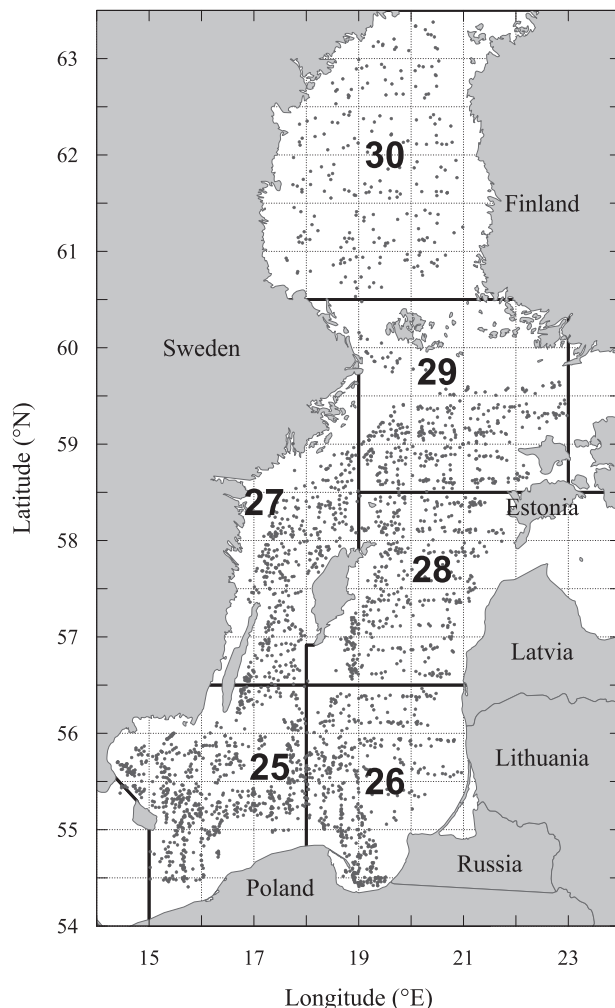 63
62
30
Finland
61
Sweden
60
29
59
27
Estonia
58
28
57
Latvia
56
25
26
Lithuania
55
Russia
Poland
54
15
17
19
21
23
Latitude (°N)
Longitude (°E)